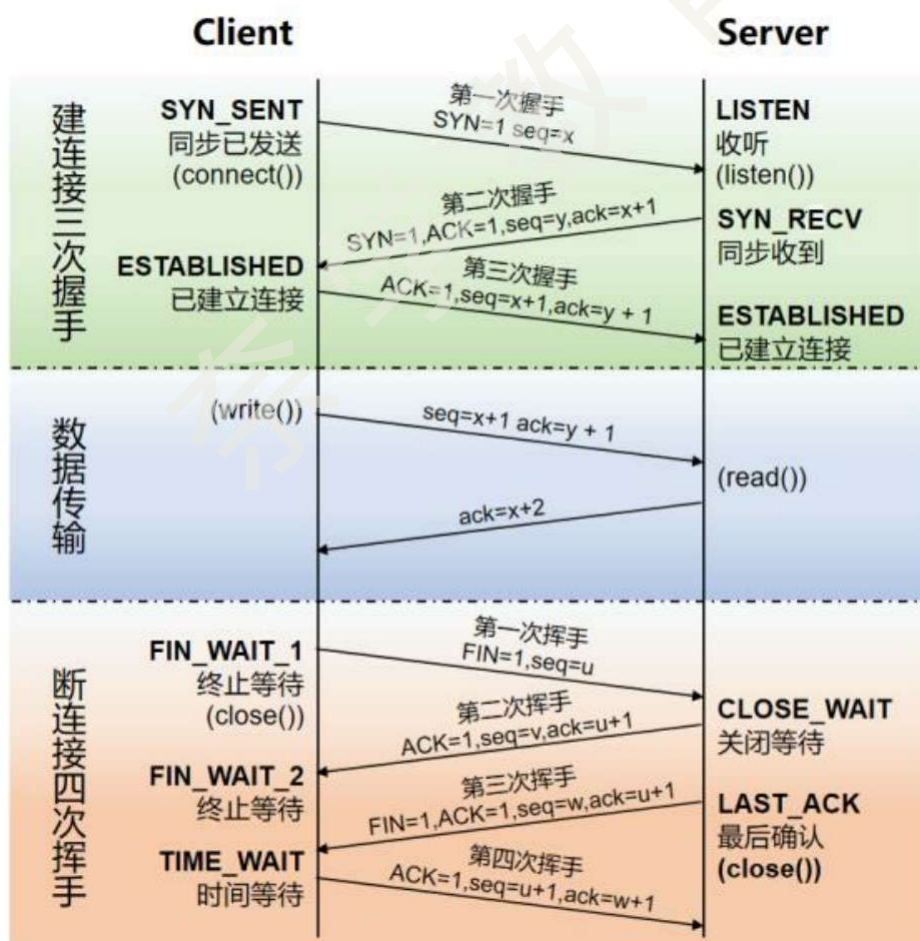 Client
Server
建连接三次握手
SYN_SENT
同步已发送
(connect())
第一次握手
SYN=1 seq=x
LISTEN
收听
(listen())
第二次握手
SYN=1,ACK=1,seq=y,ack=x+1
SYN_RECV
同步收到
ESTABLISHED
已建立连接
第三次握手
ACK=1,seq=x+1,ack=y + 1
ESTABLISHED
已建立连接
数据传输
(write())
seq=x+1 ack=y + 1
(read())
ack=x+2
断连接四次挥手
FIN_WAIT_1
终止等待
(close())
第一次挥手
FIN=1,seq=u
CLOSE_WAIT
关闭等待
第二次挥手
ACK=1,seq=v,ack=u+1
FIN_WAIT_2
终止等待
第三次挥手
FIN=1,ACK=1,seq=w,ack=u+1
LAST_ACK
最后确认
(close())
TIME_WAIT
时间等待
第四次挥手
ACK=1,seq=u+1,ack=w+1